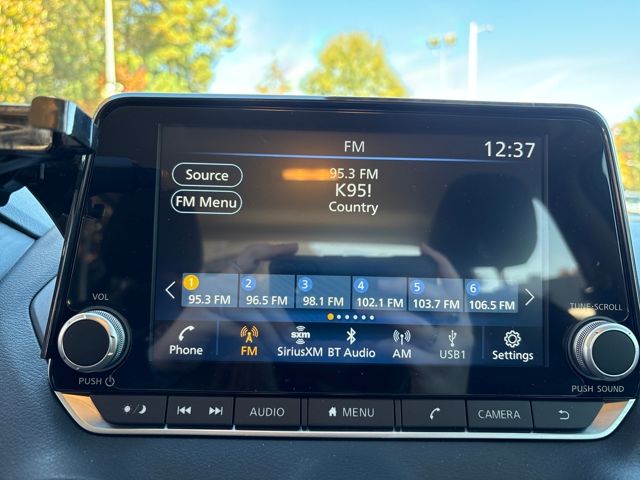 FM
12:37
Source
95.3 FM
K95!
FM Menu
Country
1 2 3 4 5 6
95.3 FM 96.5 FM 98.1 FM 102.1 FM 103.7 FM 106.5 FM
sxm
Phone FM SiriusXM BT Audio AM USB1 Settings
VOL
TUNE·SCROLL
PUSH
PUSH SOUND
AUDIO MENU CAMERA